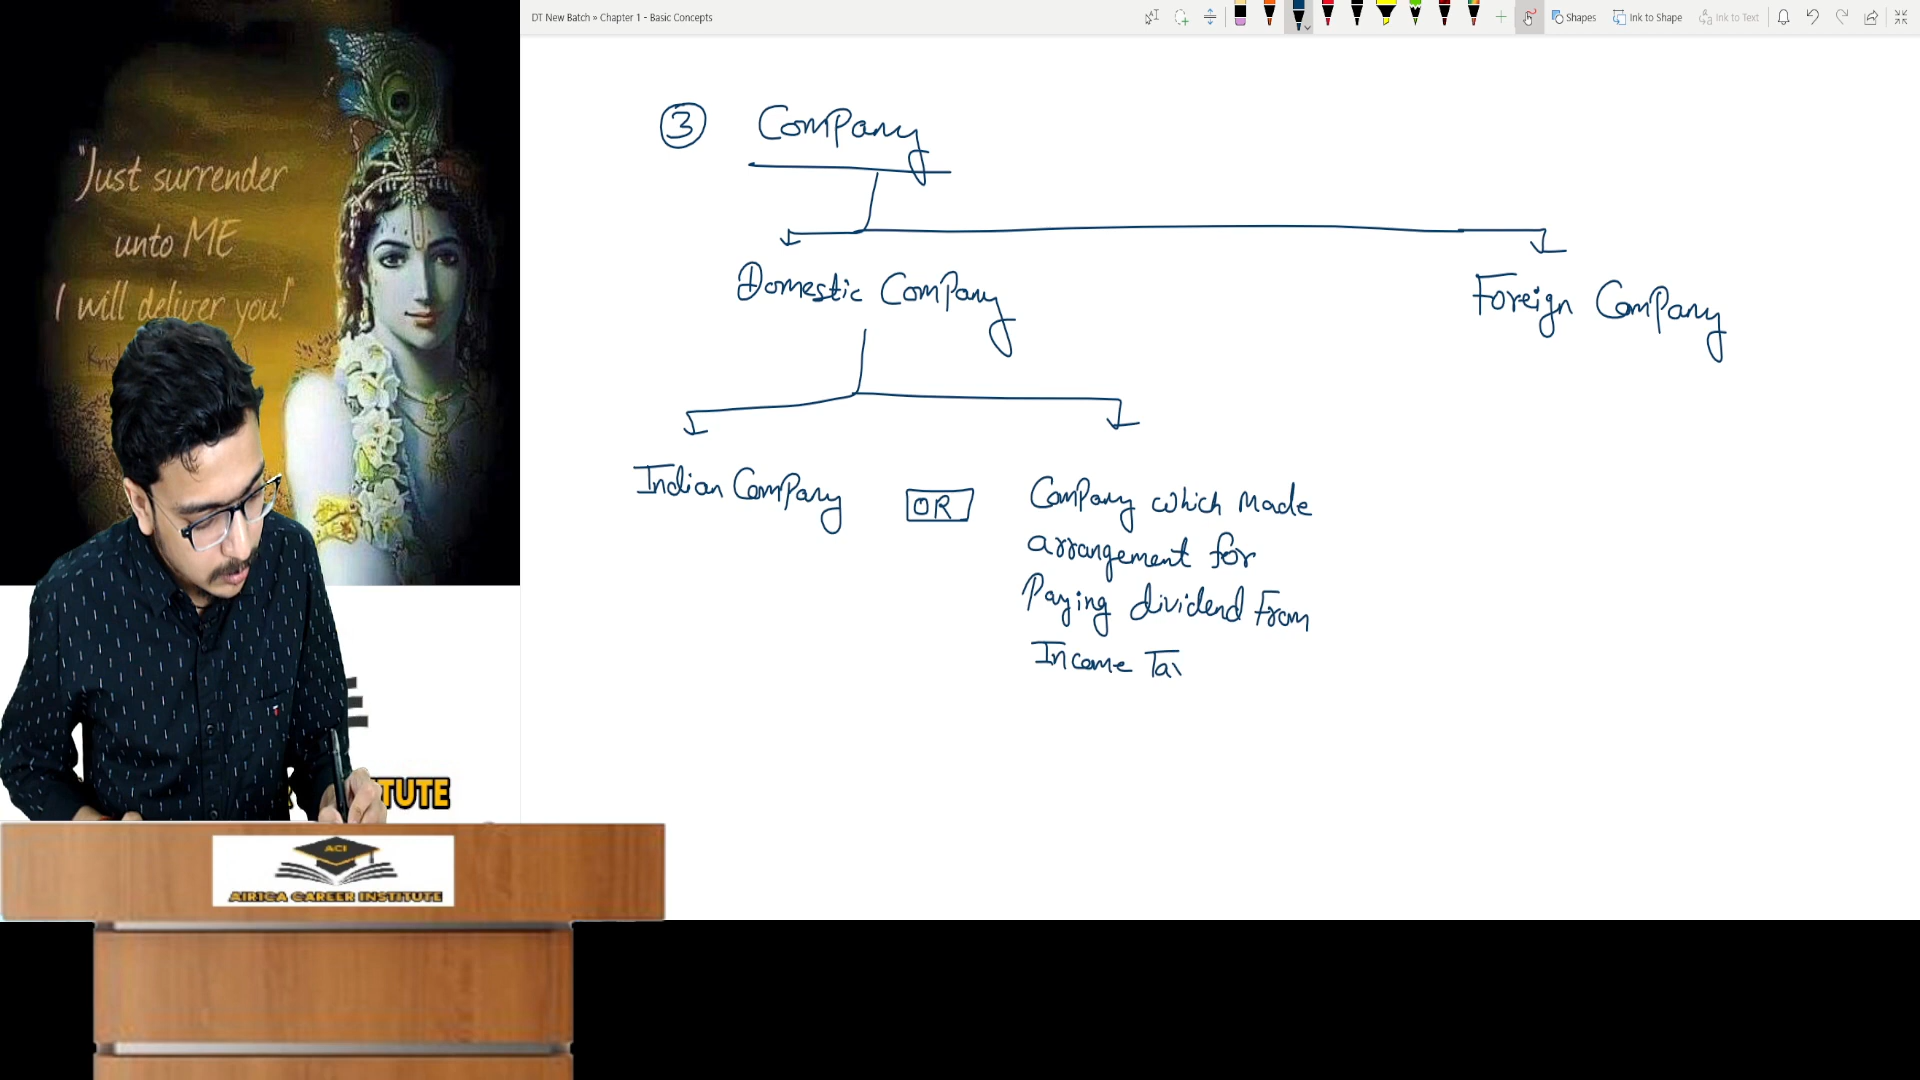 DT New Batch » Chapter 1 - Basic Concepts
Shapes
Ink to Shape
Ink to Text
"Just surrender
unto ME
I will deliver you!"
3 Company
Domestic Company
Foreign Company
Indian Company
OR
Company which made
arrangement for
Paying dividend From
Income Tax
TUTE
ACI
AIRICA CAREER INSTITUTE